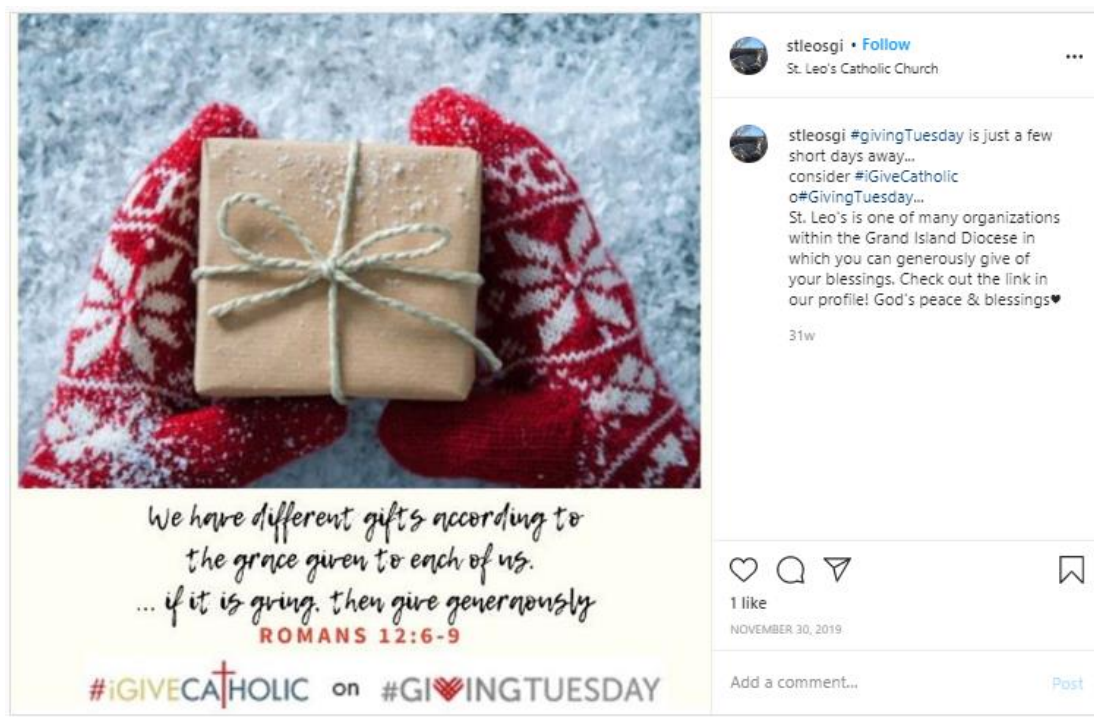 We have different gifts according to
the grace given to each of us.
... if it is gving, then give generaously
ROMANS 12:6-9
#iGIVECATHOLIC on #GIVINGTUESDAY
stleosgi • Follow
St. Leo's Catholic Church
stleosgi #givingTuesday is just a few
short days away...
consider #iGiveCatholic
o#GivingTuesday...
St. Leo's is one of many organizations
within the Grand Island Diocese in
which you can generously give of
your blessings. Check out the link in
our profile! God's peace & blessings♥
31w
1 like
NOVEMBER 30, 2019
Add a comment...
Post